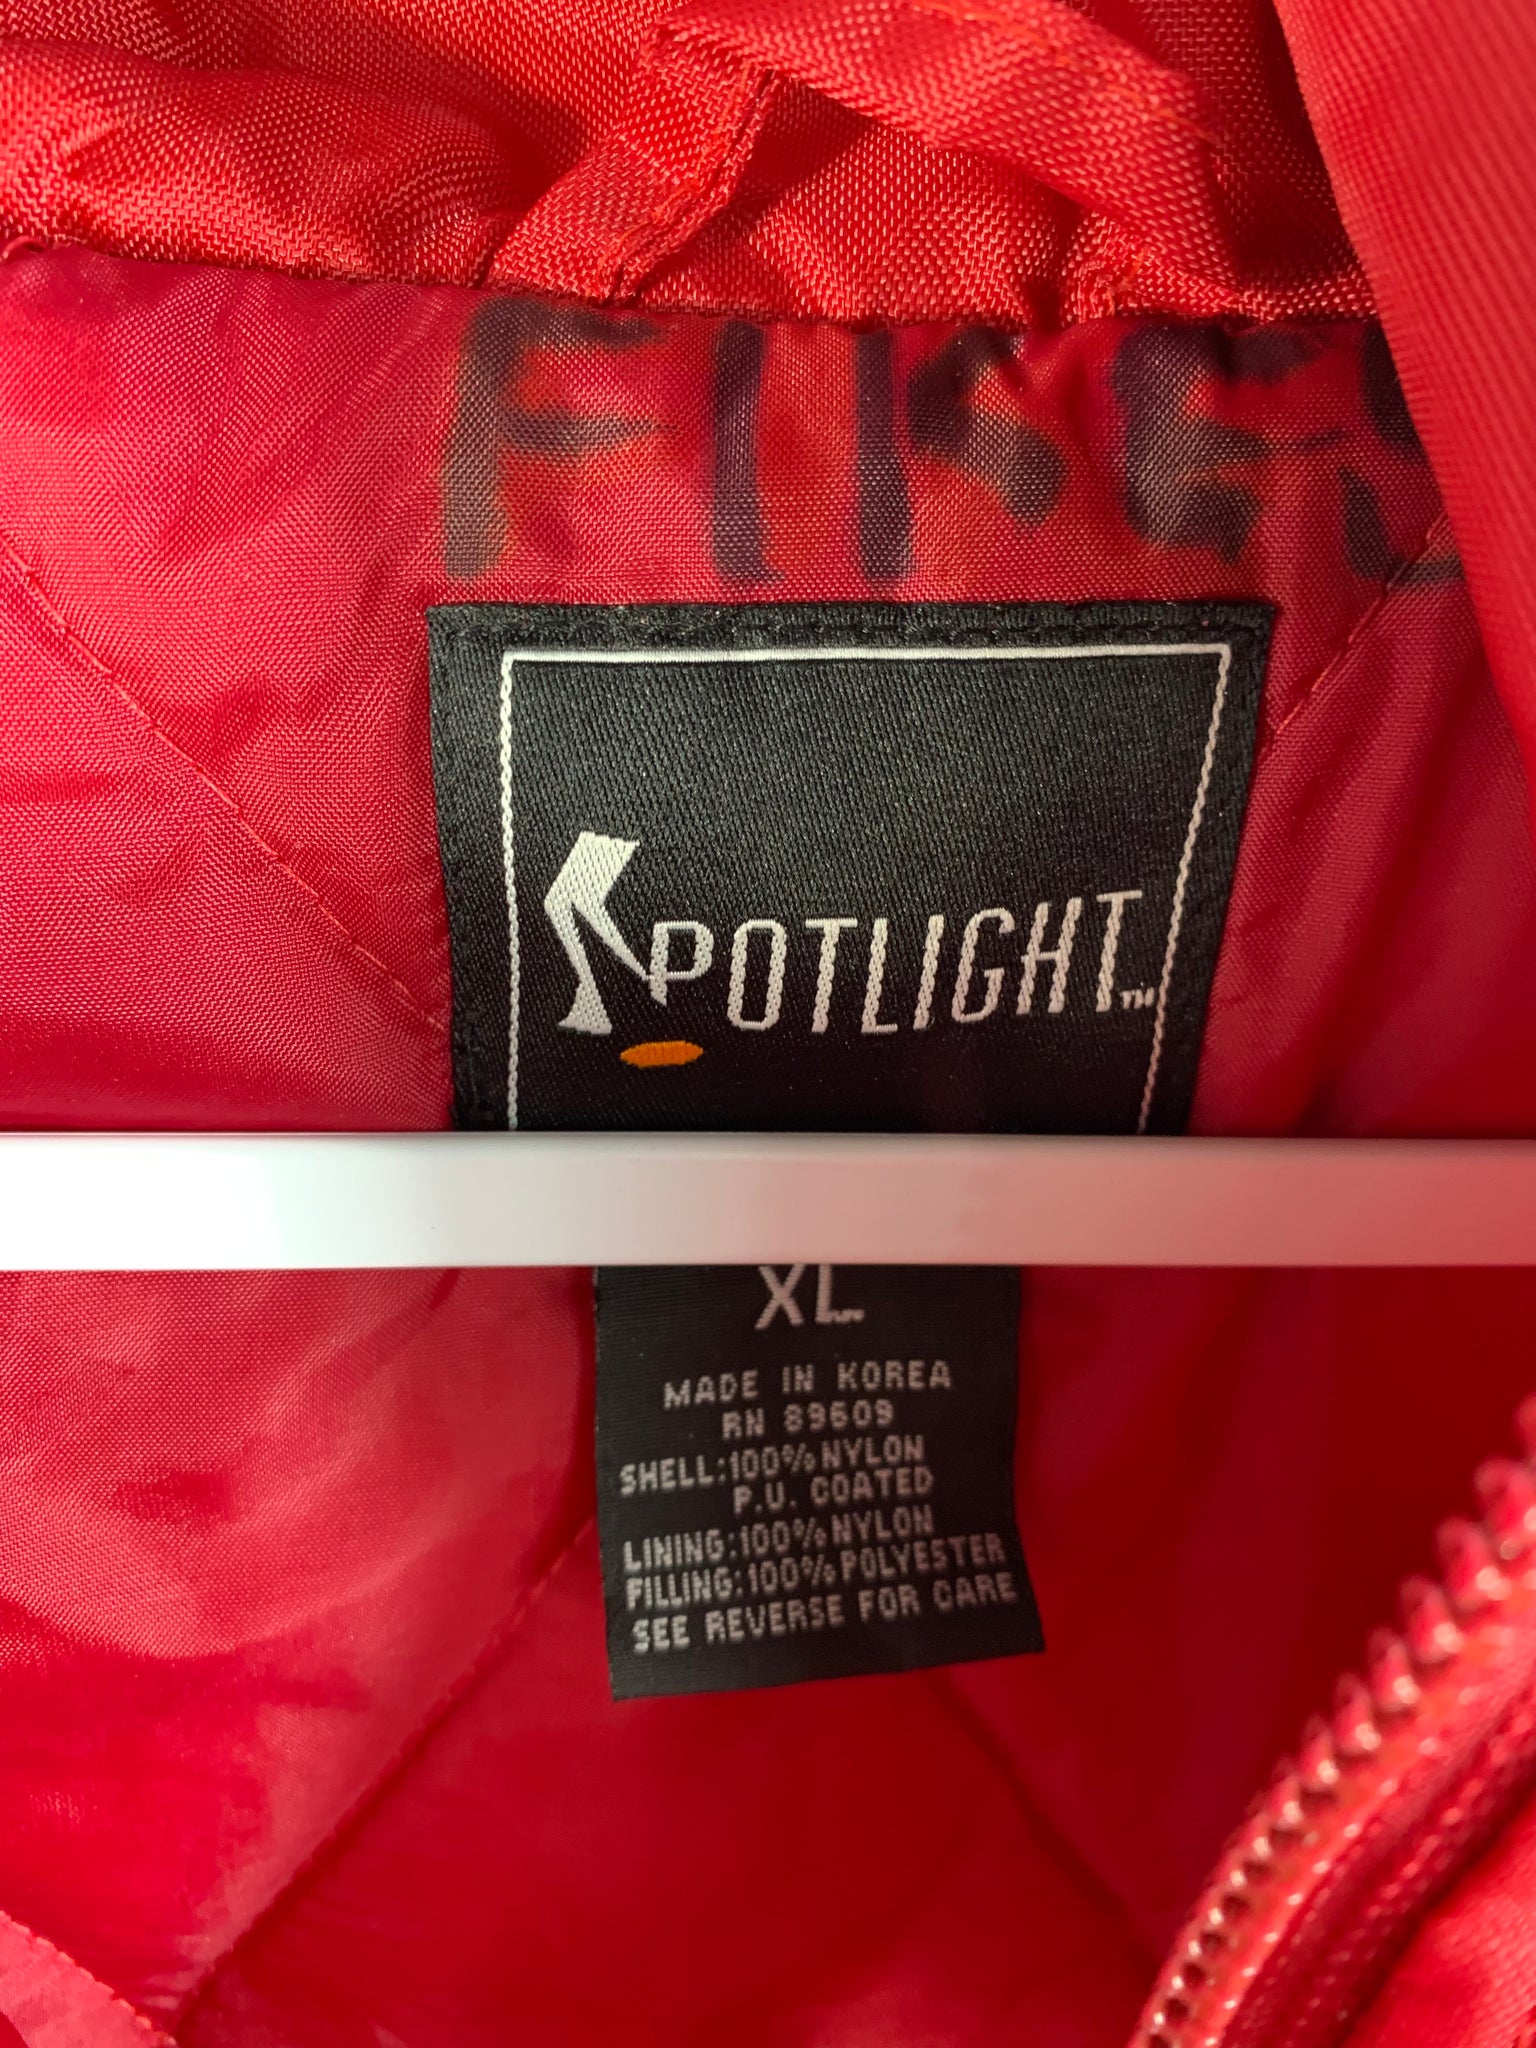 SPOTLIGHT™
XL
MADE IN KOREA
RN 89609
SHELL:100% NYLON
P.U. COATED
LINING:100% NYLON
FILLING:100% POLYESTER
SEE REVERSE FOR CARE